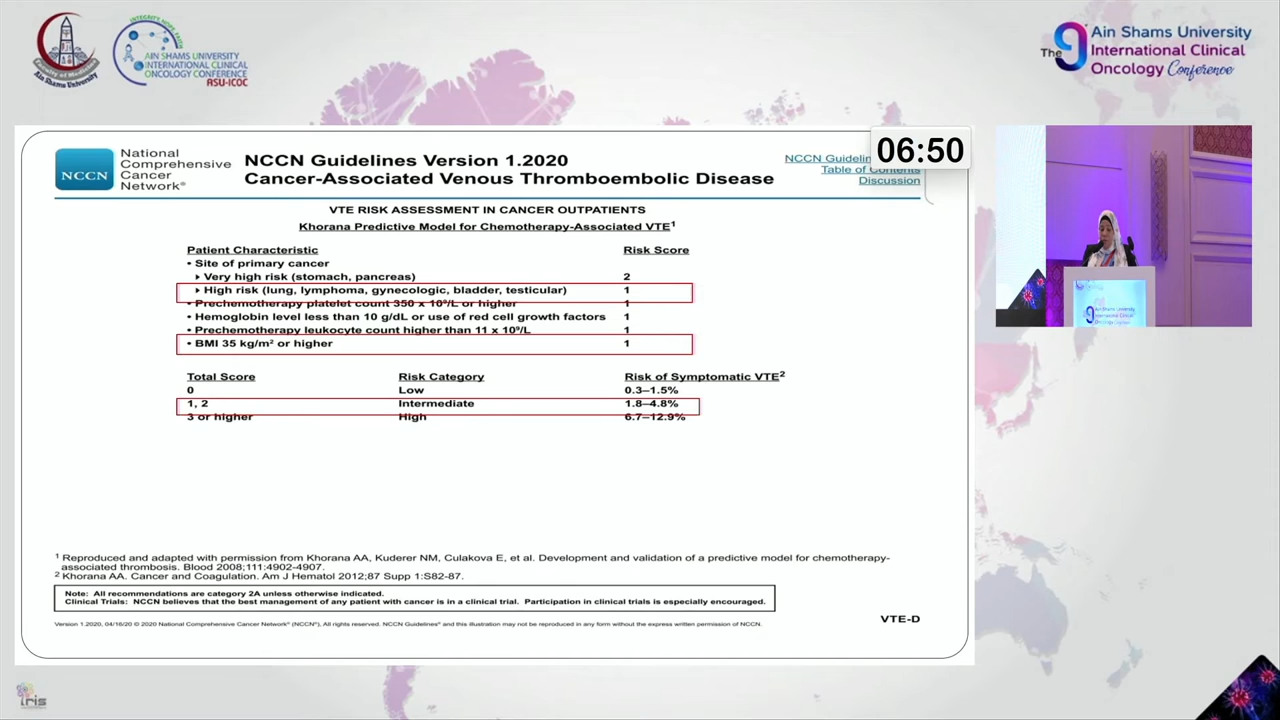 INTEGRITY HOPE FAITH
Faculty of Medicine
Ain Shams University
AIN SHAMS UNIVERSITY
INTERNATIONAL CLINICAL
ONCOLOGY CONFERENCE
ASU-ICOC
The 9th Ain Shams University
International Clinical
Oncology Conference
06:50
NCCN
National
Comprehensive
Cancer
Network®
NCCN Guidelines Version 1.2020
Cancer-Associated Venous Thromboembolic Disease
NCCN
Table of Contents
Discussion
VTE RISK ASSESSMENT IN CANCER OUTPATIENTS
Khorana Predictive Model for Chemotherapy-Associated VTE¹
Patient Characteristic Risk Score
• Site of primary cancer
‣ Very high risk (stomach, pancreas) 2
‣ High risk (lung, lymphoma, gynecologic, bladder, testicular) 1
• Prechemotherapy platelet count 350 x 10⁹/L or higher 1
• Hemoglobin level less than 10 g/dL or use of red cell growth factors 1
• Prechemotherapy leukocyte count higher than 11 x 10⁹/L 1
• BMI 35 kg/m² or higher 1
Total Score Risk Category Risk of Symptomatic VTE²
0 Low 0.3–1.5%
1, 2 Intermediate 1.8–4.8%
3 or higher High 6.7–12.9%
¹ Reproduced and adapted with permission from Khorana AA, Kuderer NM, Culakova E, et al. Development and validation of a predictive model for chemotherapy-
associated thrombosis. Blood 2008;111:4902-4907.
² Khorana AA. Cancer and Coagulation. Am J Hematol 2012;87 Supp 1:S82-87.
Note: All recommendations are category 2A unless otherwise indicated.
Clinical Trials: NCCN believes that the best management of any patient with cancer is in a clinical trial. Participation in clinical trials is especially encouraged.
Version 1.2020, 04/16/20 © 2020 National Comprehensive Cancer Network® (NCCN®), All rights reserved. NCCN Guidelines® and this illustration may not be reproduced in any form without the express written permission of NCCN.
VTE-D
iris